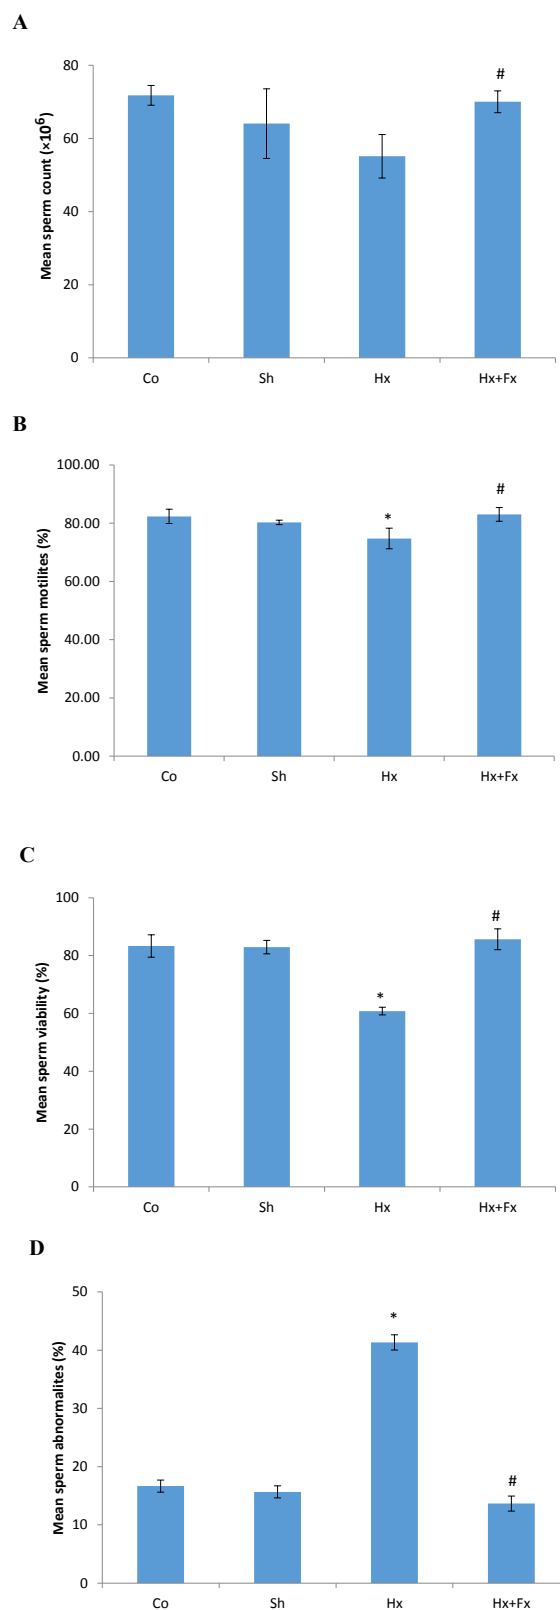 A
Mean sperm count (×10⁶)
80
60
40
20
0
#
Co Sh Hx Hx+Fx
B
Mean sperm motilites (%)
100.00
80.00
60.00
40.00
20.00
0.00
* #
Co Sh Hx Hx+Fx
C
Mean sperm viability (%)
100
80
60
40
20
0
* #
Co Sh Hx Hx+Fx
D
Mean sperm abnormalites (%)
50
40
30
20
10
0
* #
Co Sh Hx Hx+Fx